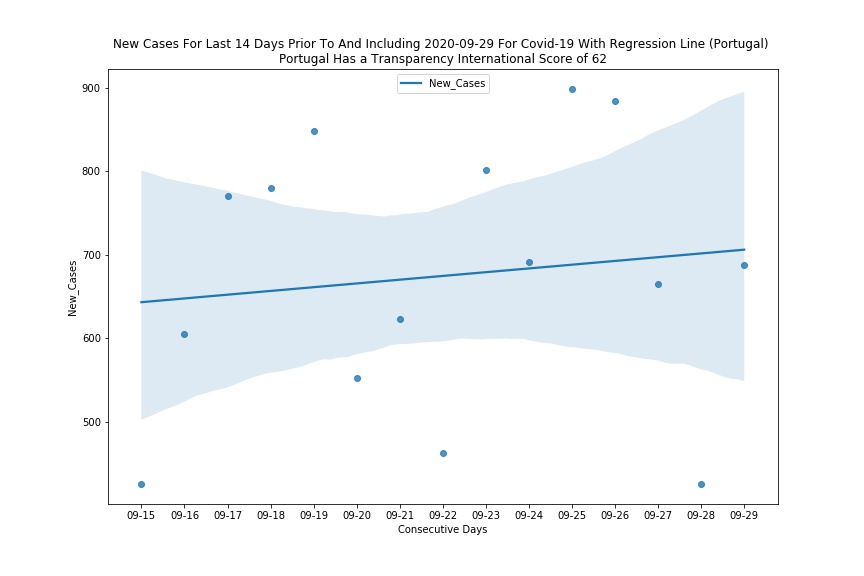 New Cases For Last 14 Days Prior To And Including 2020-09-29 For Covid-19 With Regression Line (Portugal)
Portugal Has a Transparency International Score of 62
New_Cases
900
800
700
600
500
New_Cases
09-15 09-16 09-17 09-18 09-19 09-20 09-21 09-22 09-23 09-24 09-25 09-26 09-27 09-28 09-29
Consecutive Days